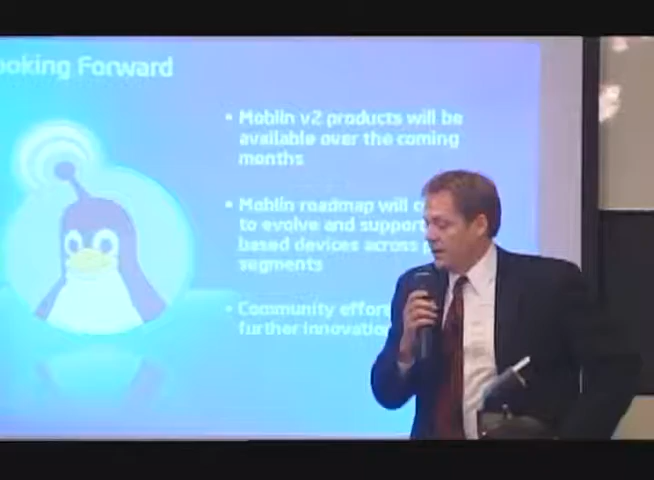 ooking Forward
• Moblin v2 products will be
available over the coming
months
• Moblin roadmap will
to evolve and support
based devices across
segments
• Community effor
further innovatio